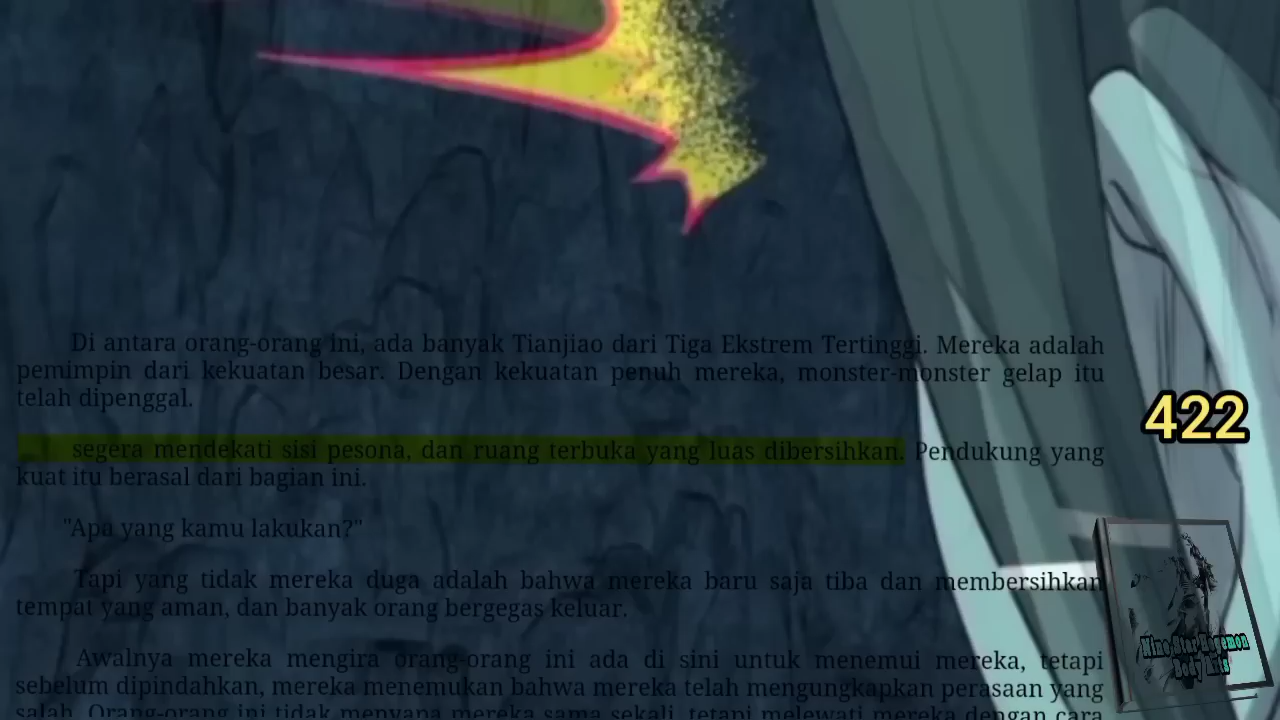 Di antara orang-orang ini, ada banyak Tianjiao dari Tiga Ekstrem Tertinggi. Mereka adalah
pemimpin dari kekuatan besar. Dengan kekuatan penuh mereka, monster-monster gelap itu
telah dipenggal.
segera mendekati sisi pesona, dan ruang terbuka yang luas dibersihkan. Pendukung yang
kuat itu berasal dari bagian ini.
"Apa yang kamu lakukan?"
Tapi yang tidak mereka duga adalah bahwa mereka baru saja tiba dan membersihkan
tempat yang aman, dan banyak orang bergegas keluar.
Awalnya mereka mengira orang-orang ini ada di sini untuk menemui mereka, tetapi
sebelum dipindahkan, mereka menemukan bahwa mereka telah mengungkapkan perasaan yang
salah. Orang-orang ini tidak menyapa mereka sama sekali, tetapi melewati mereka dengan cara
422
Nine Star Hegemon
Body Arts